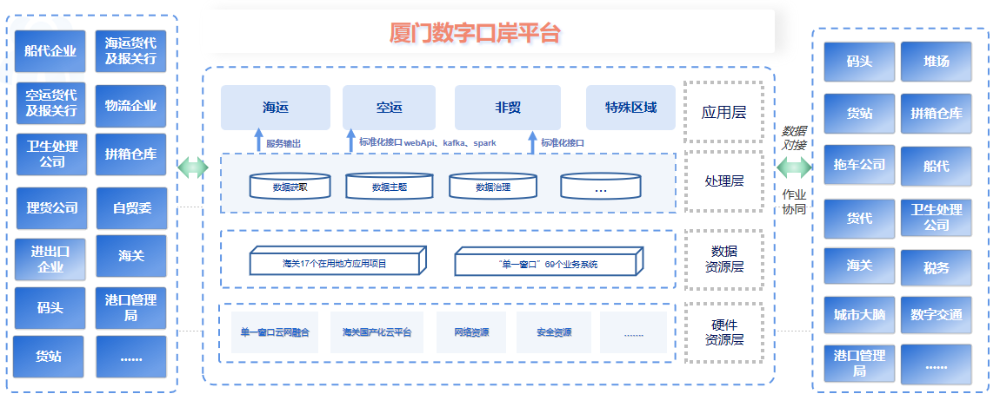 厦门数字口岸平台
船代企业
海运货代
及报关行
空运货代
及报关行
物流企业
卫生处理
公司
拼箱仓库
理货公司
自贸委
进出口
企业
海关
码头
港口管理
局
货站
……
海运
空运
非贸
特殊区域
应用层
服务输出
标准化接口 webApi、kafka、spark
标准化接口
数据获取
数据主题
数据治理
…
处理层
海关17个在用地方应用项目
“单一窗口”69个业务系统
数据
资源层
单一窗口云网融合
海关国产化云平台
网络资源
安全资源
…….
硬件
资源层
数据
对接
作业
协同
码头
堆场
货站
拼箱仓库
拖车公司
船代
货代
卫生处理
公司
海关
税务
城市大脑
数字交通
港口管理
局
……